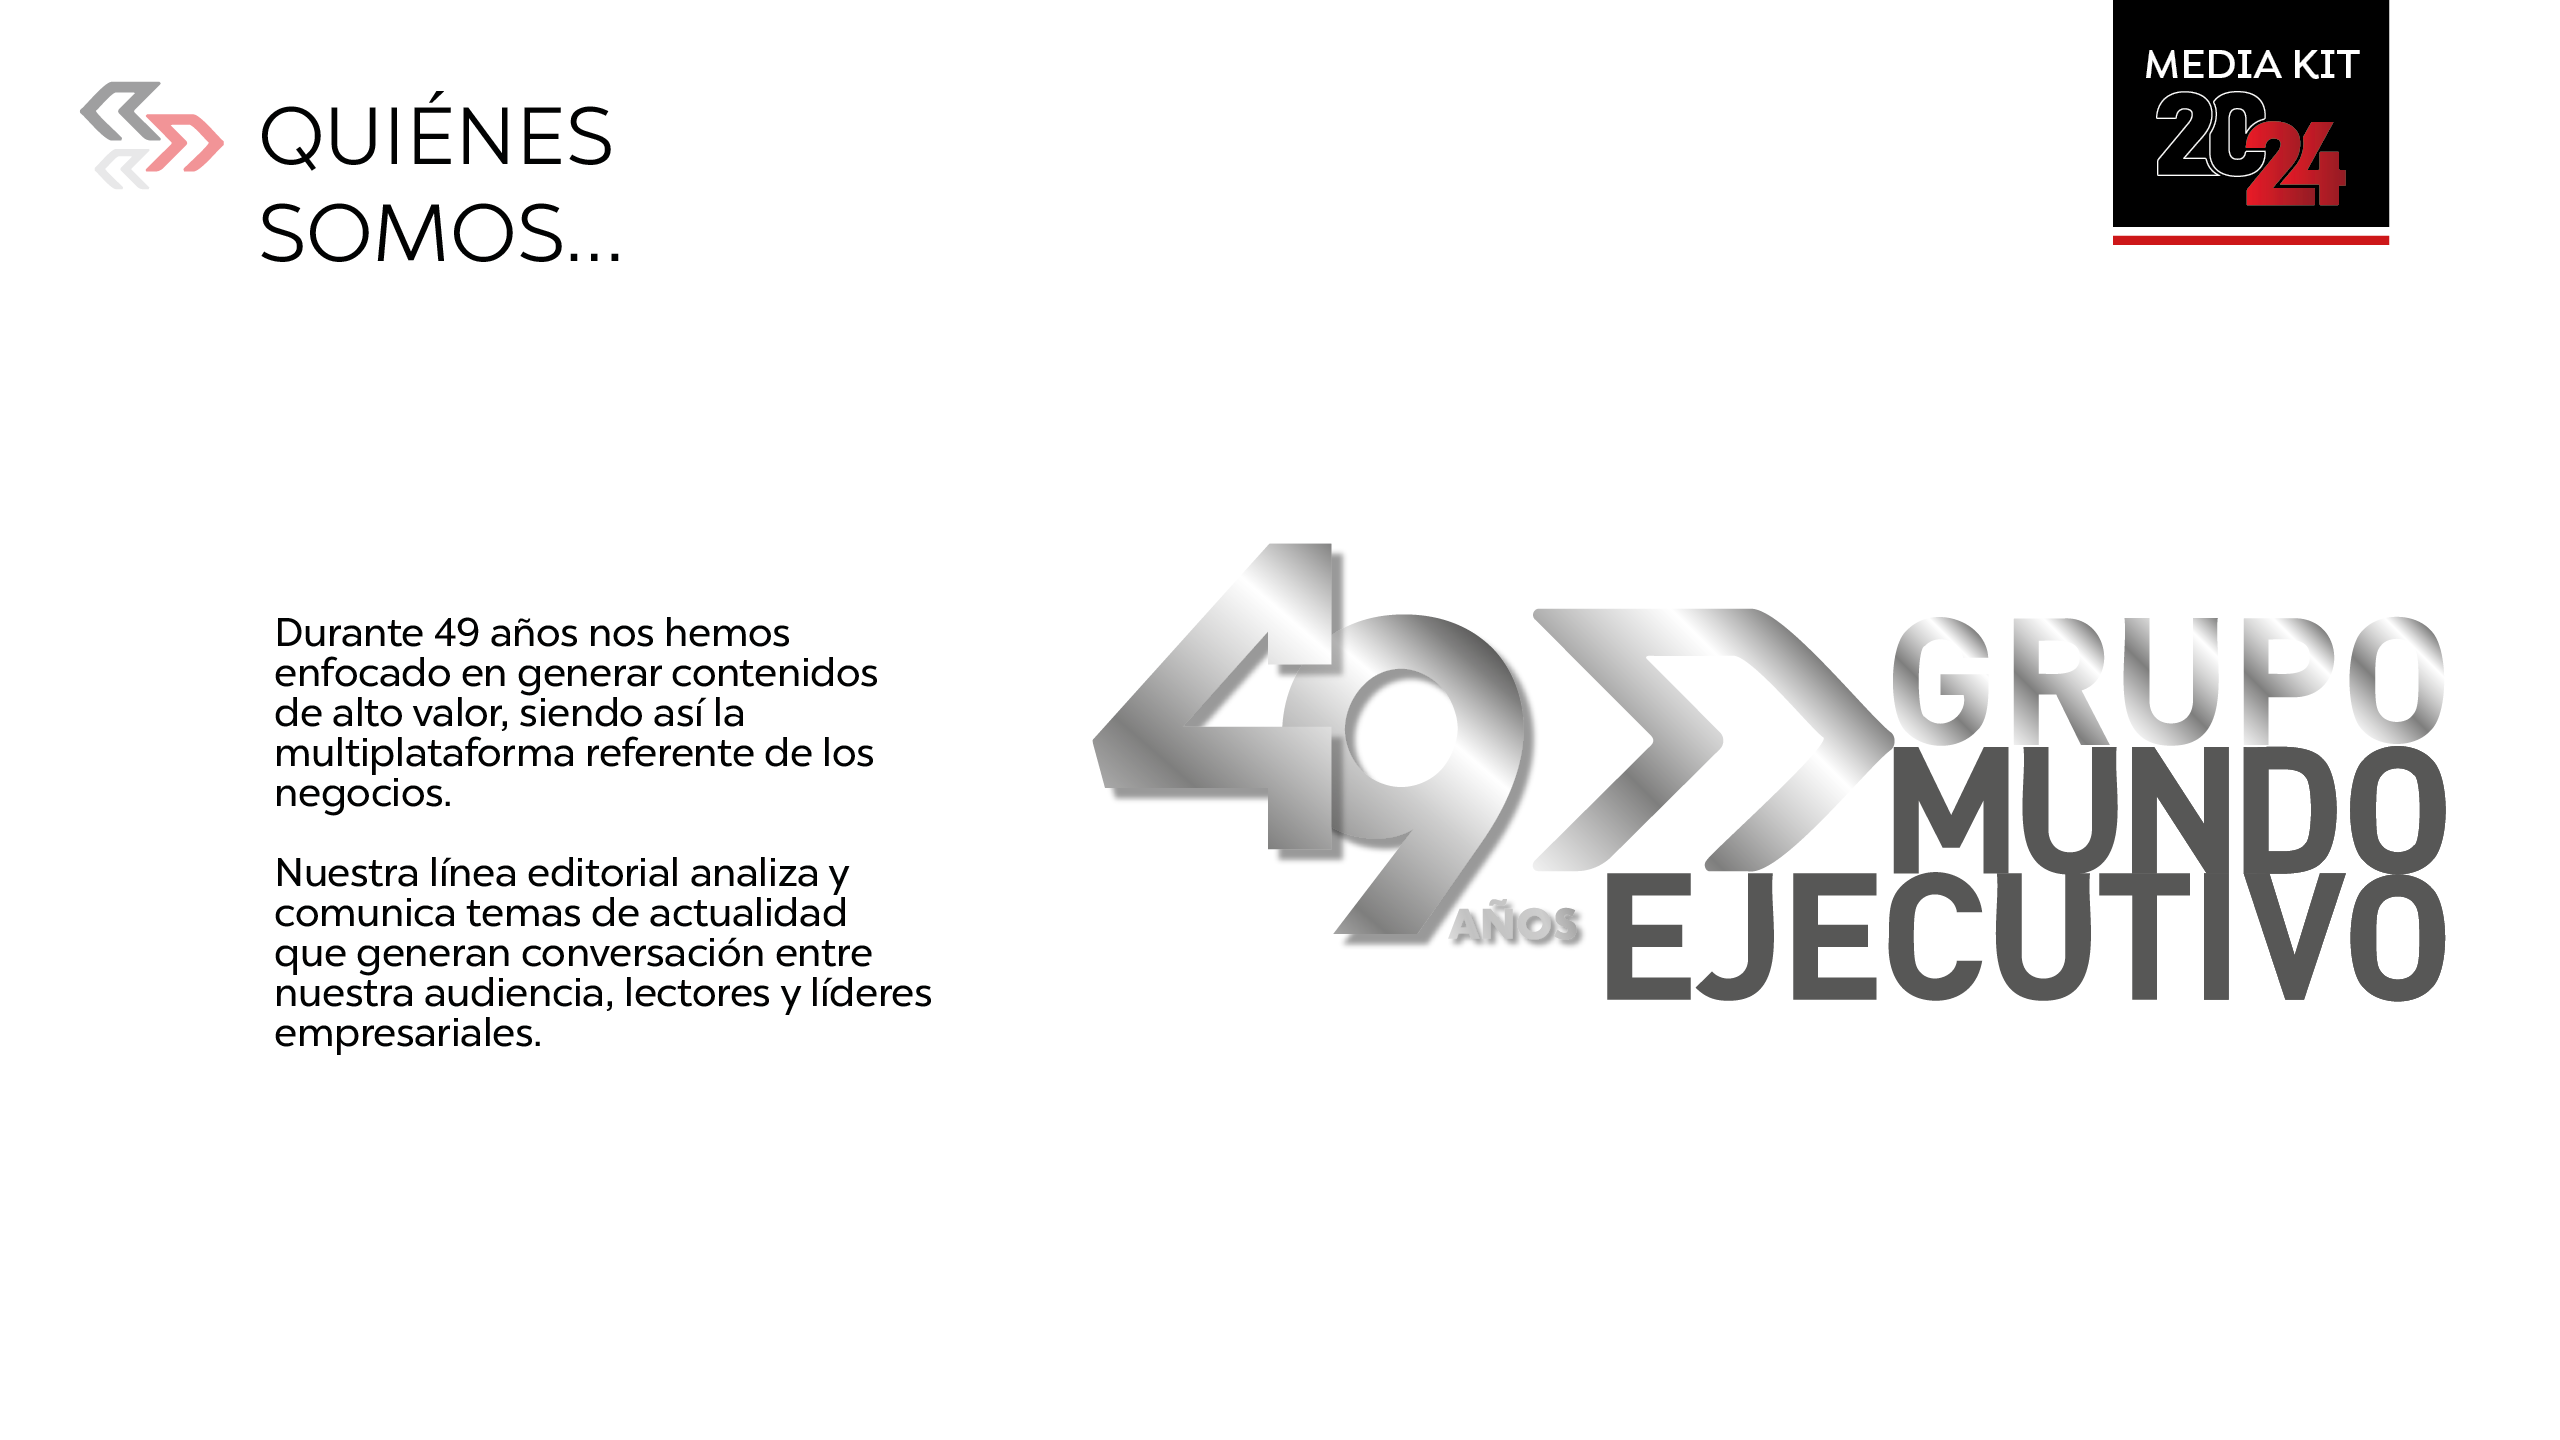 QUIÉNES
SOMOS...
MEDIA KIT
2024
Durante 49 años nos hemos
enfocado en generar contenidos
de alto valor, siendo así la
multiplataforma referente de los
negocios.
Nuestra línea editorial analiza y
comunica temas de actualidad
que generan conversación entre
nuestra audiencia, lectores y líderes
empresariales.
49
AÑOS
GRUPO
MUNDO
EJECUTIVO